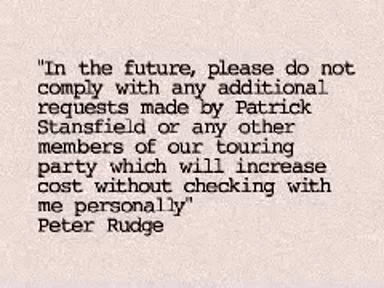 "In the future, please do not
comply with any additional
requests made by Patrick
Stansfield or any other
members of our touring
party which will increase
cost without checking with
me personally"
Peter Rudge